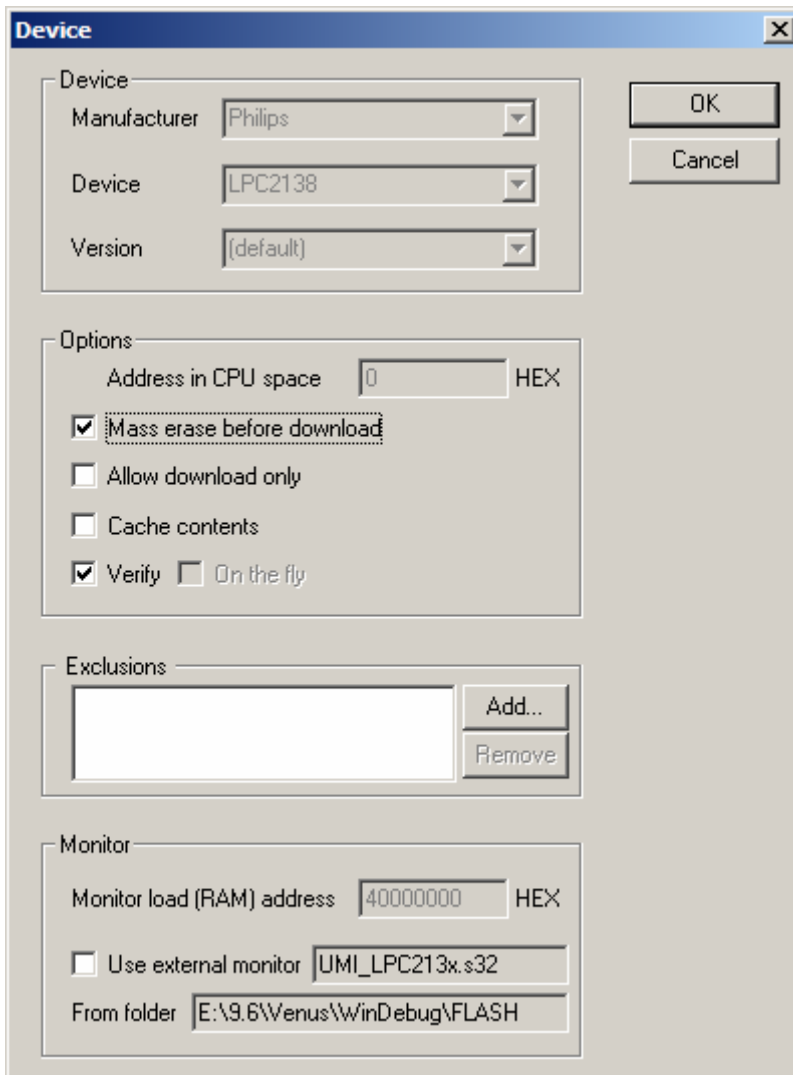 Device
Device
Manufacturer Philips
OK
Cancel
Device LPC2138
Version (default)
Options
Address in CPU space 0 HEX
Mass erase before download
Allow download only
Cache contents
Verify On the fly
Exclusions
Add...
Remove
Monitor
Monitor load (RAM) address 40000000 HEX
Use external monitor UMI_LPC213x.s32
From folder E:\9.6\Venus\WinDebug\FLASH